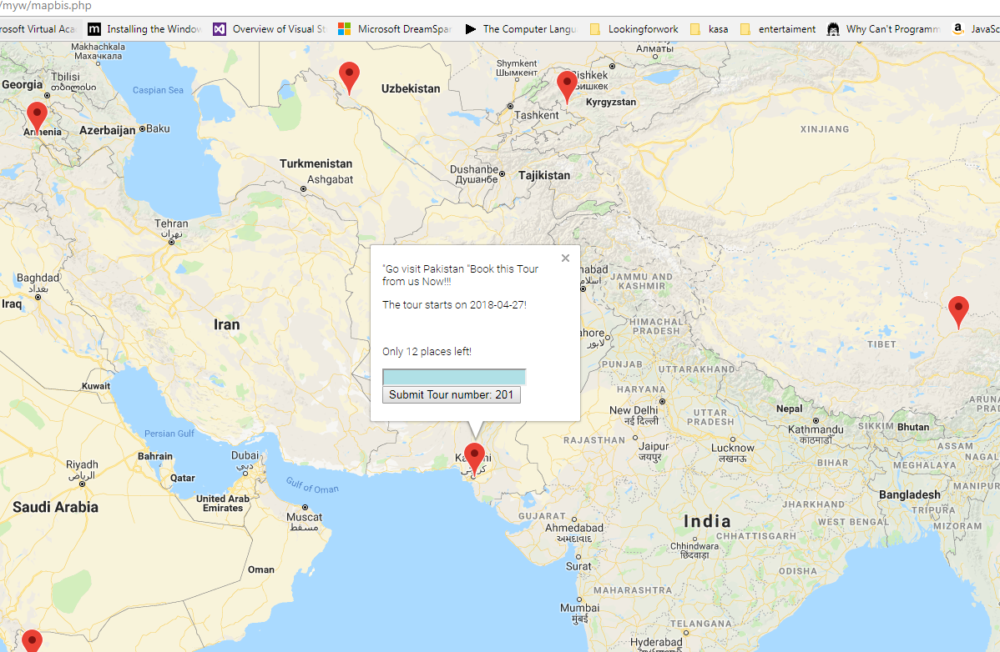 /myw/mapbis.php
rosoft Virtual Aca
m Installing the Window
Overview of Visual St
Microsoft DreamSpar
The Computer Langu
Lookingforwork
kasa
entertaiment
Why Can't Programm
a JavaSc
Makhachkala
Махачкала
Tbilisi
თბილისი
Georgia
Caspian Sea
Armenia
Azerbaijan
Baku
Uzbekistan
Shymkent
Шымкент
Алматы
Bishkek
Бишкек
Kyrgyzstan
Tashkent
XINJIANG
Turkmenistan
Ashgabat
Dushanbe
Душанбе
Tajikistan
Tehran
تهران
Baghdad
بغداد
Iraq
Iran
"Go visit Pakistan "Book this Tour
from us Now!!!
The tour starts on 2018-04-27!
Only 12 places left!
Submit Tour number: 201
abad
JAMMU AND
KASHMIR
HIMACHAL
PRADESH
hore
لاہور
TIBET
PUNJAB
UTTARAKHAND
HARYANA
New Delhi
नई दिल्ली
UTTAR
PRADESH
Nepal
Kathmandu
काठमाडौँ
SIKKIM
Bhutan
ARUNA
PRA
ASSAM
NAGAL
MEGHALAYA
MANIPUR
Kuwait
Persian Gulf
Bahrain
Qatar
Dubai
دبي
Riyadh
الرياض
Saudi Arabia
United Arab
Emirates
Gulf of Oman
Muscat
مسقط
Oman
Karachi
کراچی
RAJASTHAN
Jaipur
जयपुर
Lucknow
लखनऊ
BIHAR
Bangladesh
TRIPURA
MIZORAM
JHARKHAND
WEST BENGAL
GUJARAT
Ahmedabad
અમદાવાદ
India
CHHATTISGARH
Chhindwara
छिंदवाड़ा
Surat
ODISHA
MAHARASHTRA
Mumbai
मुंबई
TELANGANA
Hyderabad